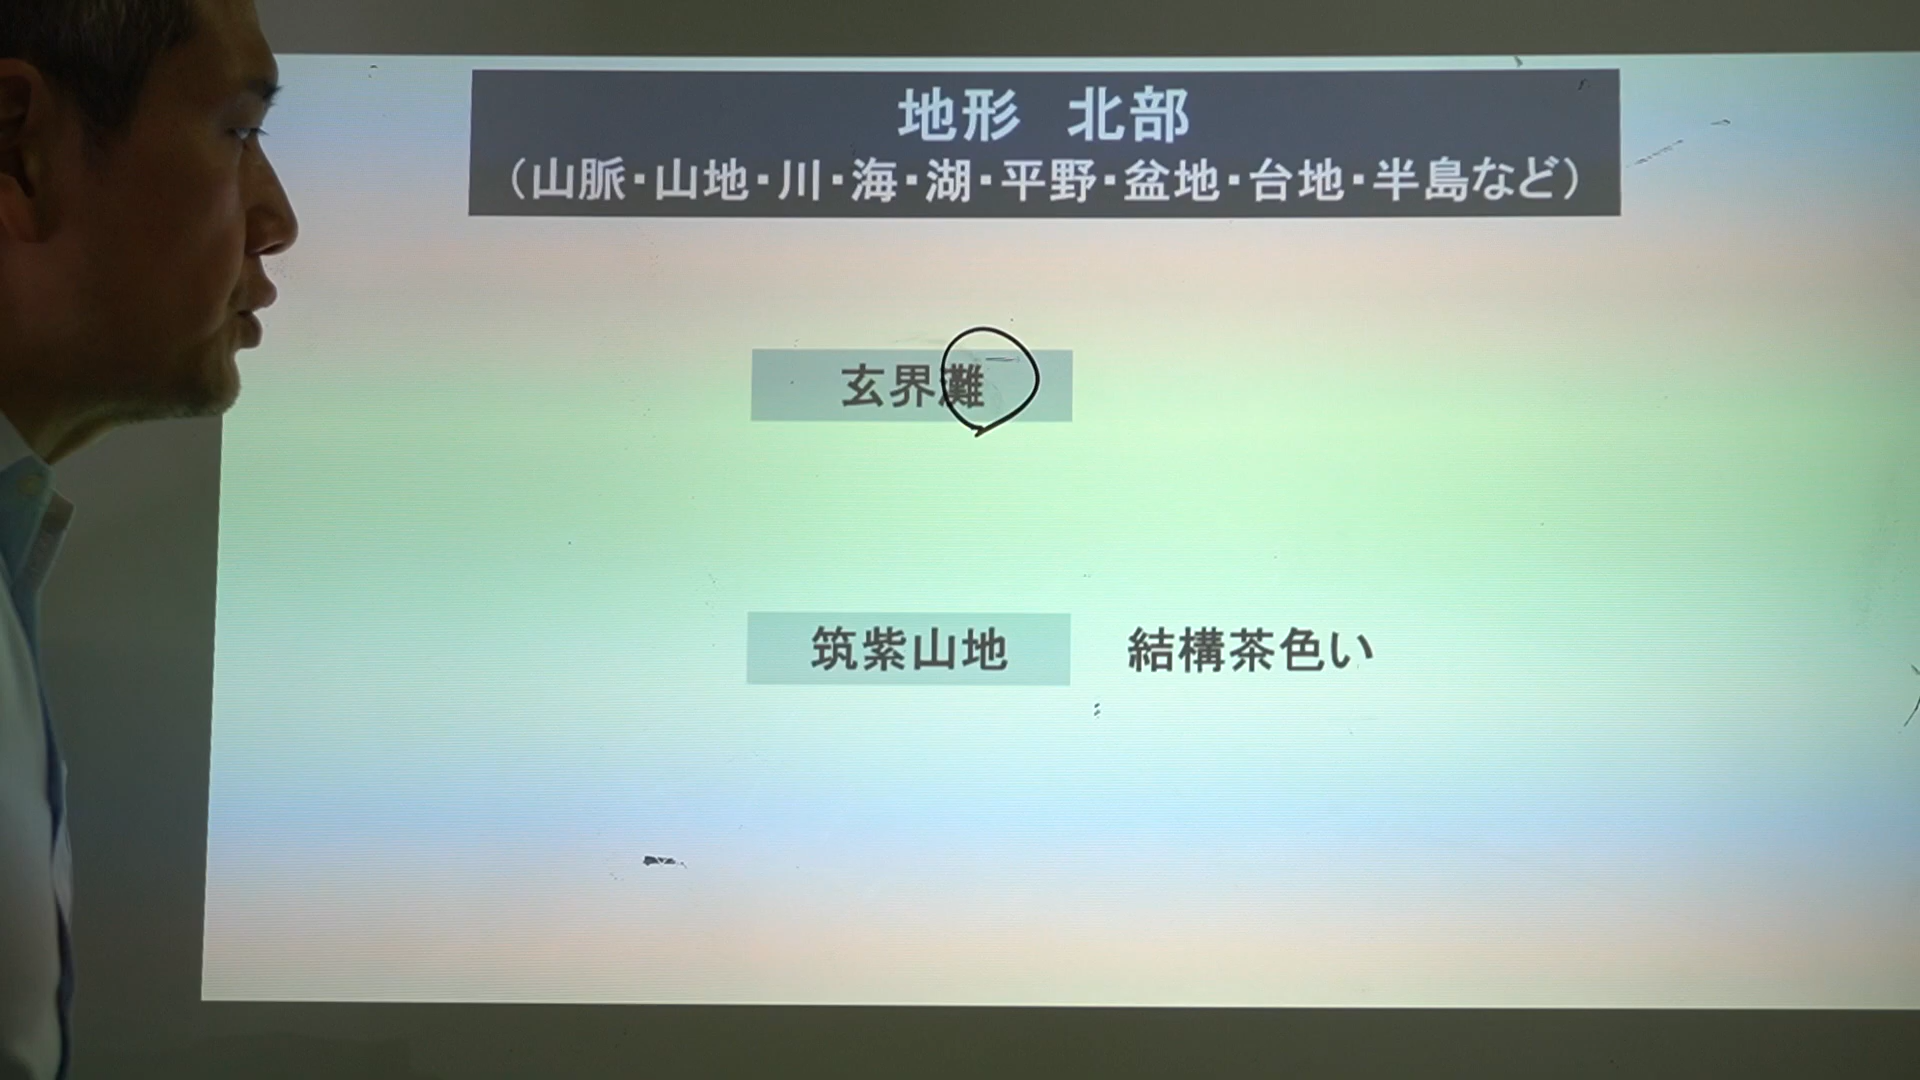 地形　北部
（山脈・山地・川・海・湖・平野・盆地・台地・半島など）
玄界灘
筑紫山地　結構茶色い